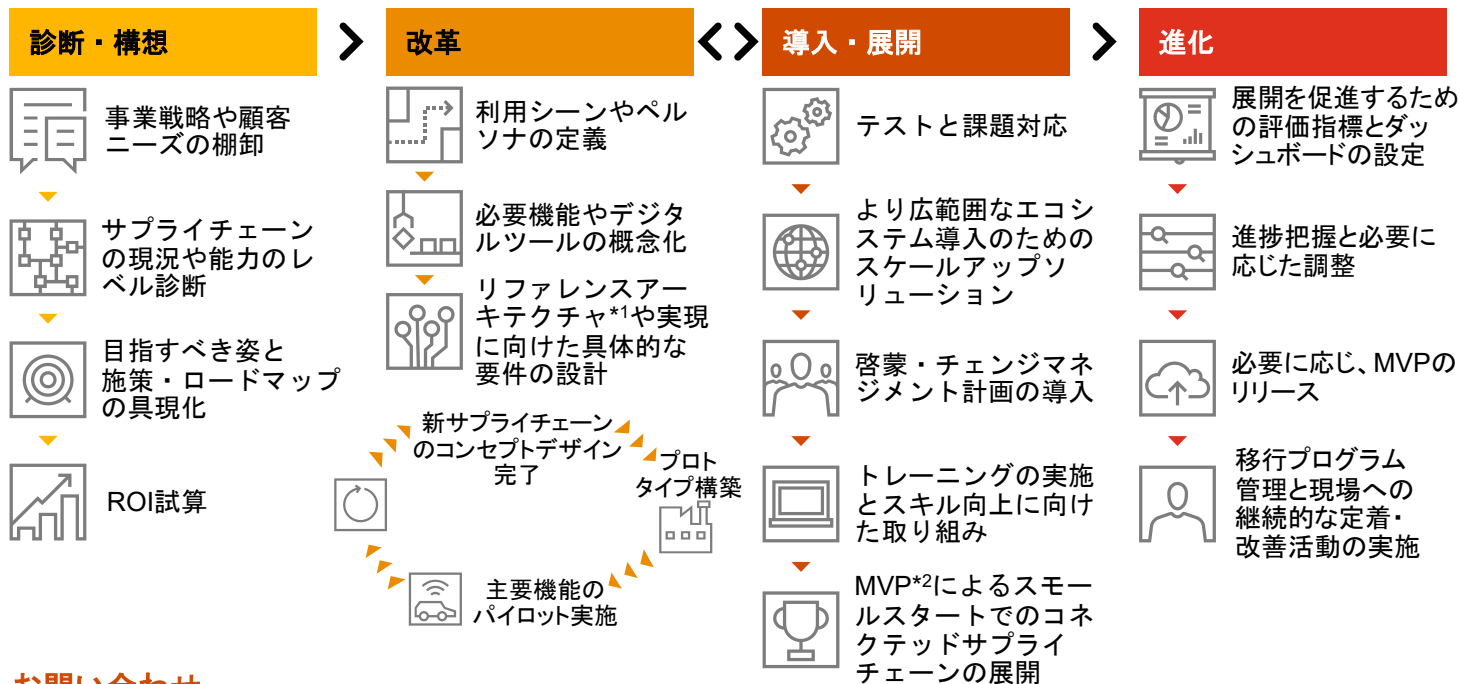 診断・構想
事業戦略や顧客
ニーズの棚卸
サプライチェーン
の現況や能力のレ
ベル診断
目指すべき姿と
施策・ロードマップ
の具現化
ROI試算
改革
利用シーンやペル
ソナの定義
必要機能やデジタ
ルツールの概念化
リファレンスアー
キテクチャ*1や実現
に向けた具体的な
要件の設計
新サプライチェーン
のコンセプトデザイン
完了
プロト
タイプ構築
主要機能の
パイロット実施
導入・展開
テストと課題対応
より広範囲なエコシ
ステム導入のための
スケールアップソ
リューション
啓蒙・チェンジマネ
ジメント計画の導入
トレーニングの実施
とスキル向上に向け
た取り組み
MVP*2によるスモー
ルスタートでのコネ
クテッドサプライ
チェーンの展開
進化
展開を促進するため
の評価指標とダッ
シュボードの設定
進捗把握と必要に
応じた調整
必要に応じ、MVPの
リリース
移行プログラム
管理と現場への
継続的な定着・
改善活動の実施
お問い合わせ